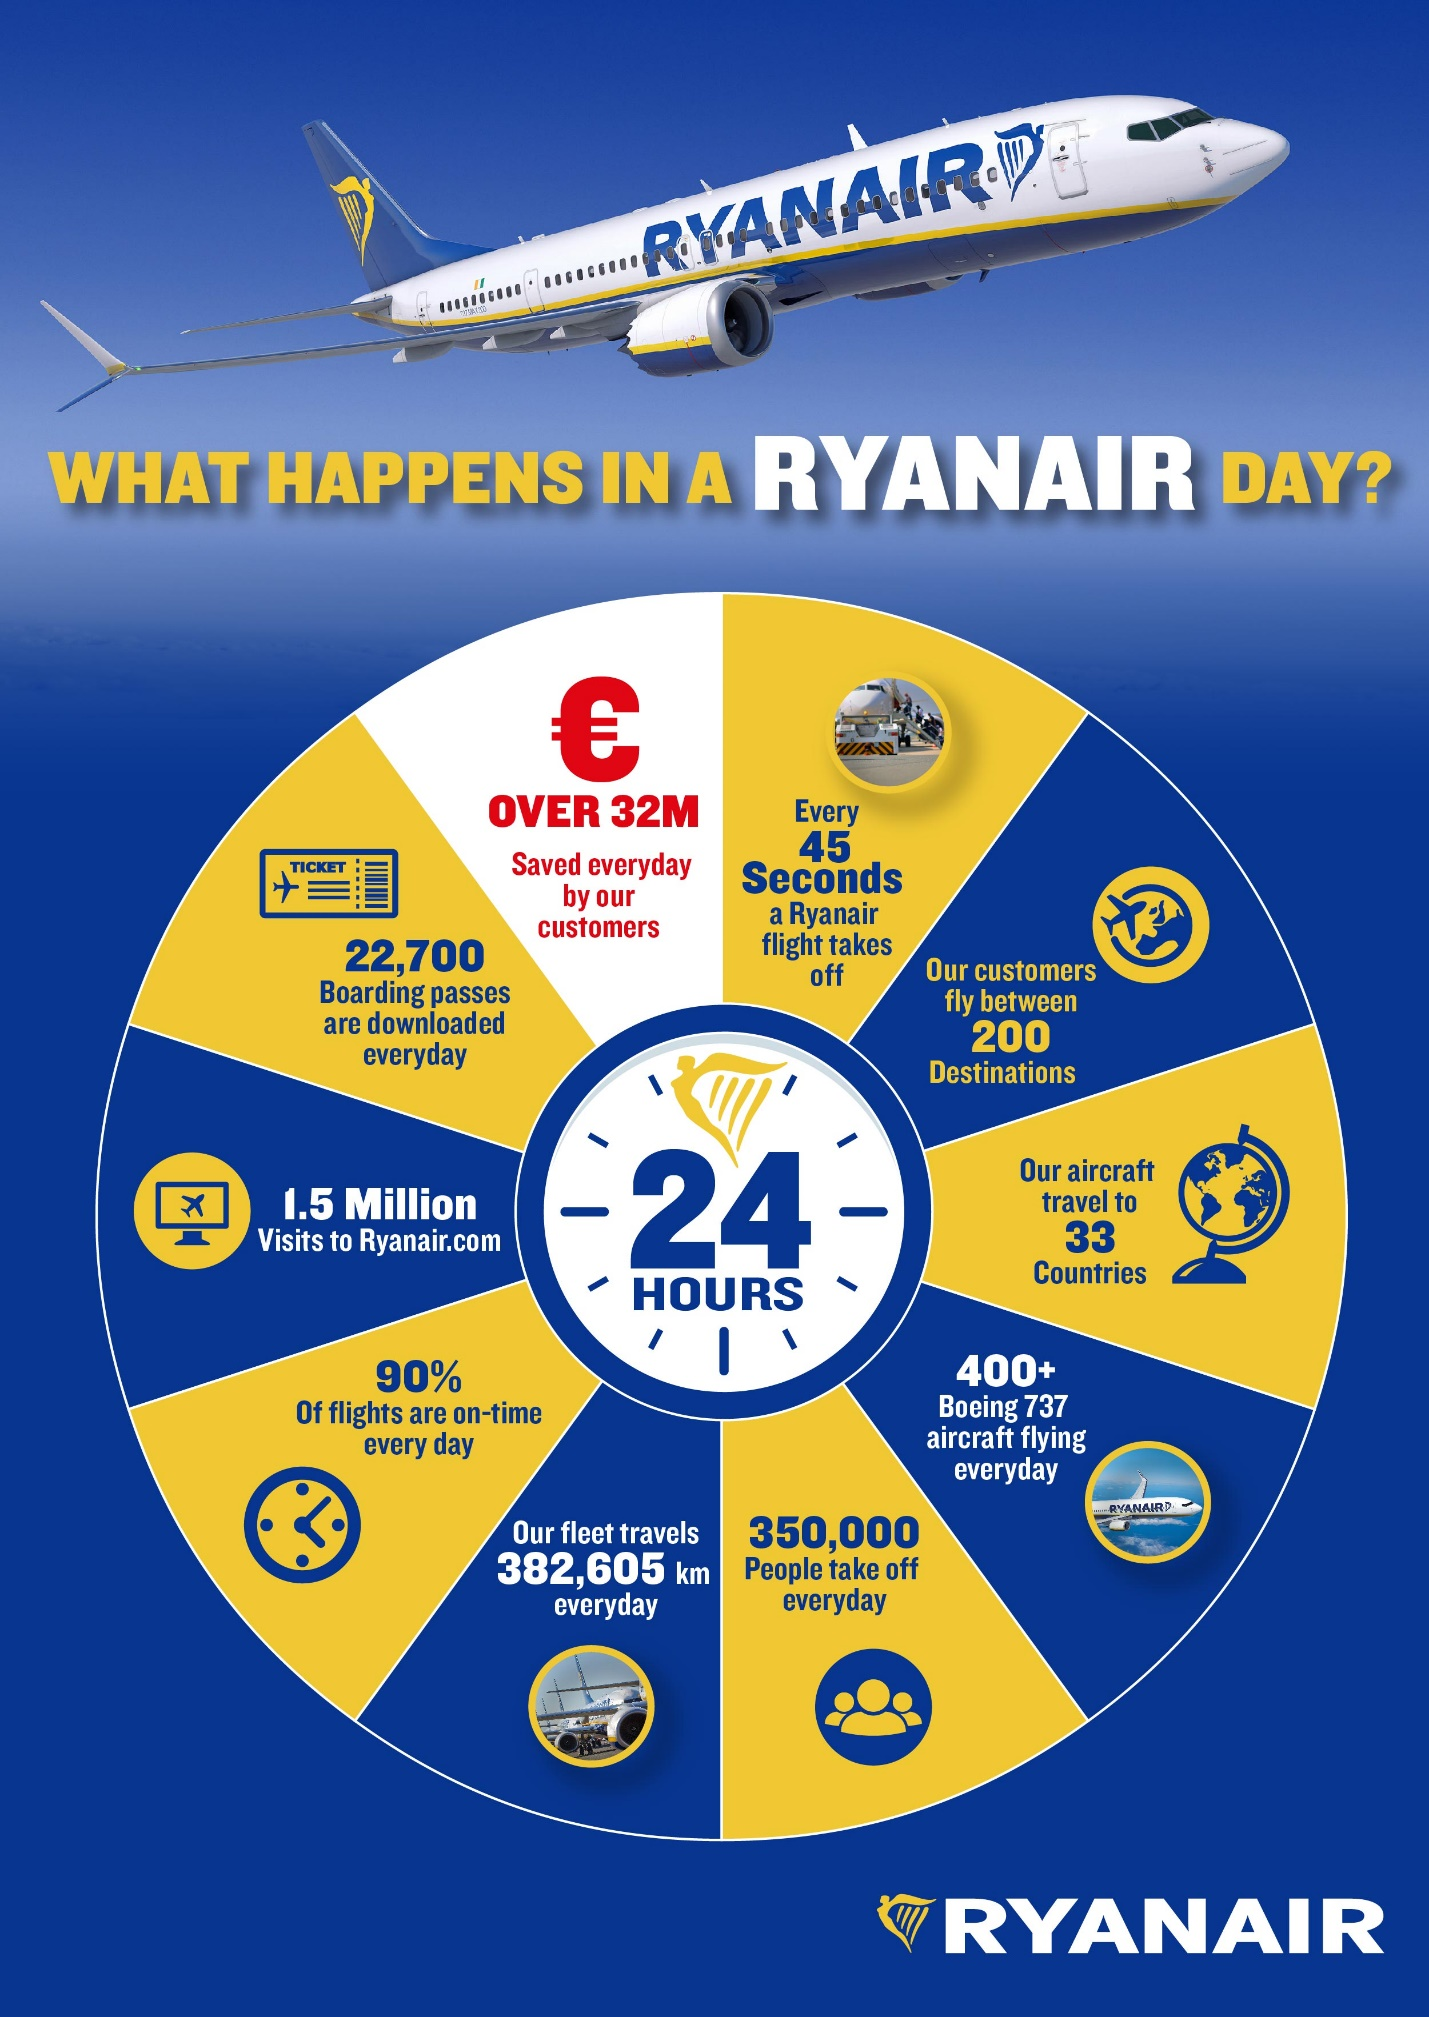 RYANAIR
WHAT HAPPENS IN A RYANAIR DAY?
€
OVER 32M
Saved everyday
by our
customers
Every
45
Seconds
a Ryanair
flight takes
off
Our customers
fly between
200
Destinations
Our aircraft
travel to
33
Countries
400+
Boeing 737
aircraft flying
everyday
RYANAIR
350,000
People take off
everyday
Our fleet travels
382,605 km
everyday
90%
Of flights are on-time
every day
1.5 Million
Visits to Ryanair.com
TICKET
22,700
Boarding passes
are downloaded
everyday
24
HOURS
RYANAIR